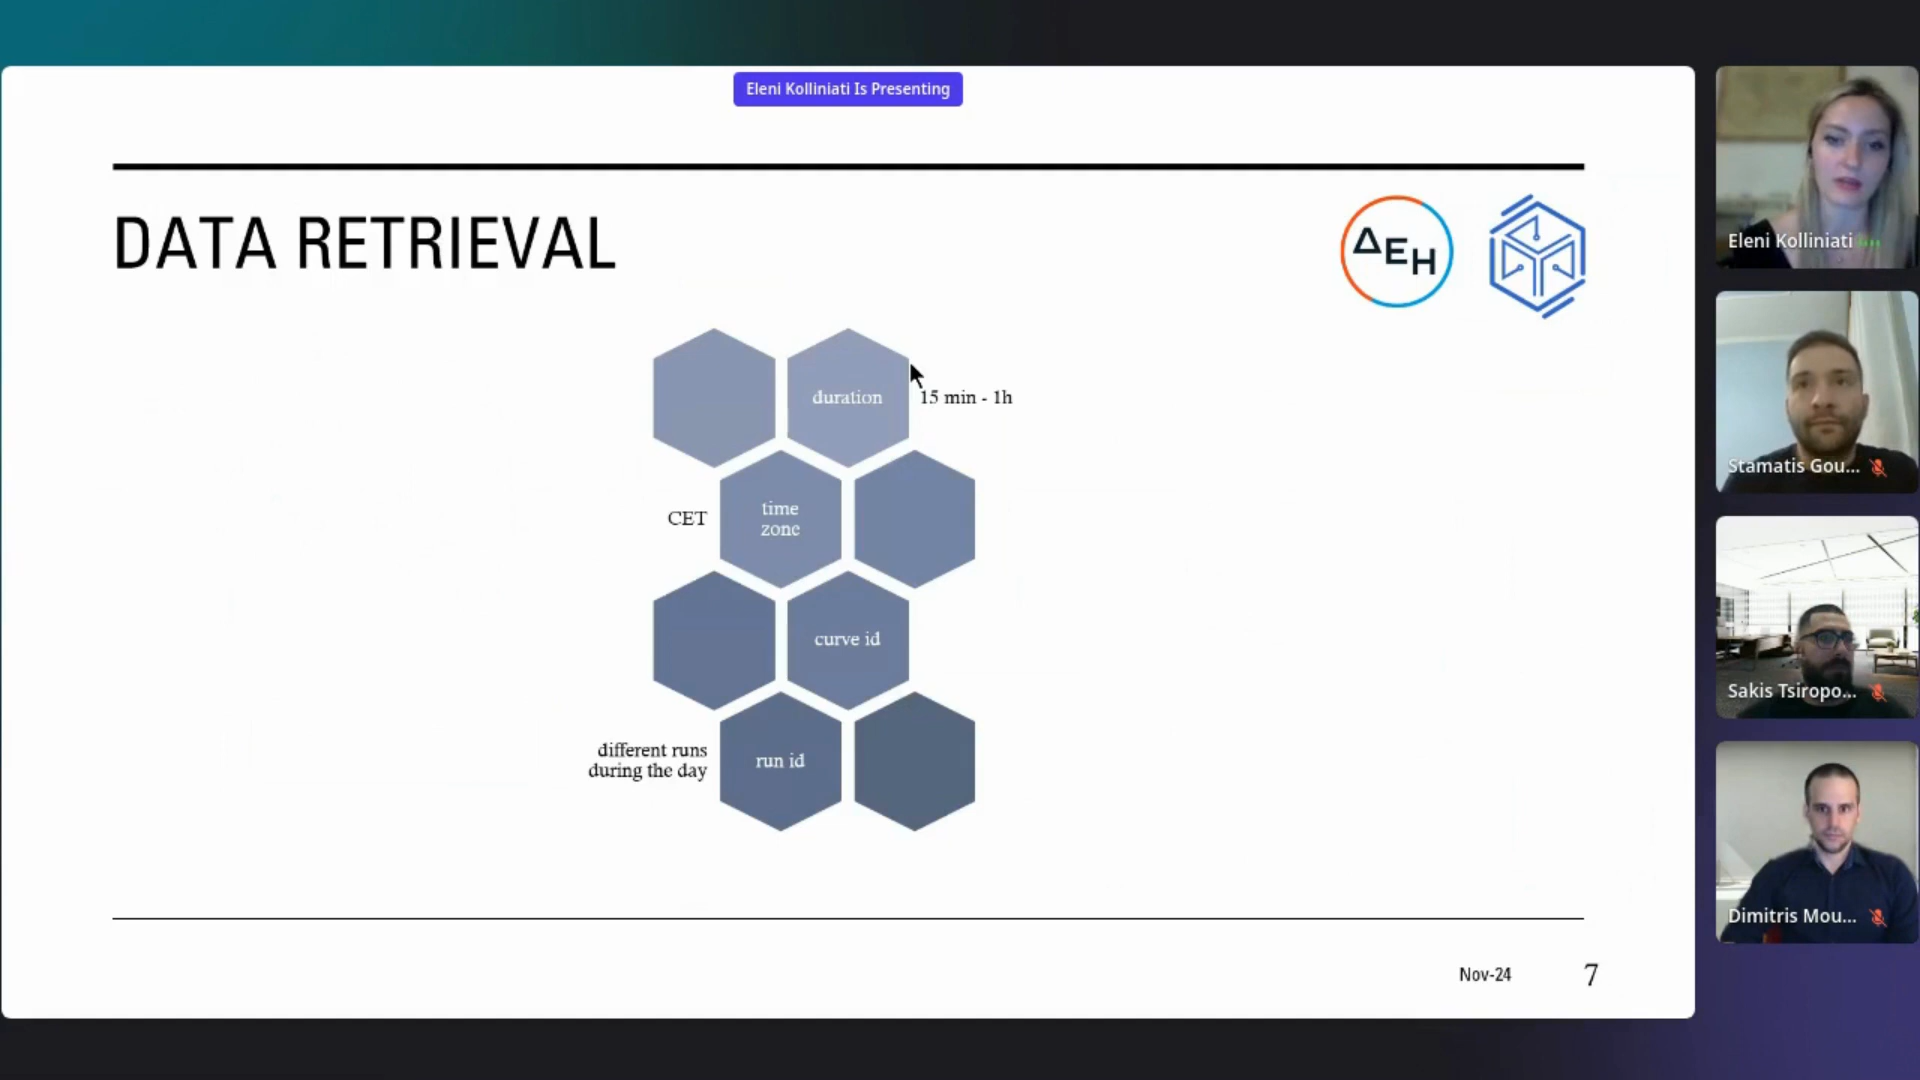 Eleni Kolliniati Is Presenting
DATA RETRIEVAL
ΔΕΗ
duration
15 min - 1h
CET
time
zone
curve id
different runs
during the day
run id
Nov-24
7
Eleni Kolliniati
Stamatis Gou...
Sakis Tsiropo...
Dimitris Mou...